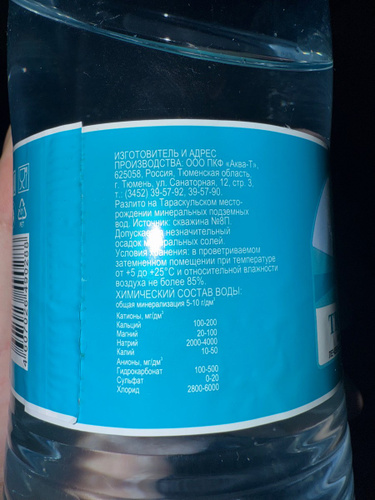 ИЗГОТОВИТЕЛЬ И АДРЕС
ПРОИЗВОДСТВА: ООО ПКФ «Аква-Т»,
625058, Россия, Тюменская область,
г. Тюмень, ул. Санаторная, 12, стр. 3,
т.. (3452) 39-57-92, 39-57-90.
Разлито на Тараскульском место-
рождении минеральных подземных
вод. Источник: скважина №8П.
Допускается незначительный
осадок минеральных солей.
Условия хранения: в проветриваемом
затемненном помещении при температуре
от +5 до +25°С и относительной влажности
воздуха не более 85%.
ХИМИЧЕСКИЙ СОСТАВ ВОДЫ:
общая минерализация 5-10 г/дм³
Катионы, мг/дм³
Кальций 100-200
Магний 20-100
Натрий 2000-4000
Калий 10-50
Анионы, мг/дм³
Гидрокарбонат 100-500
Сульфат 0-20
Хлорид 2800-6000